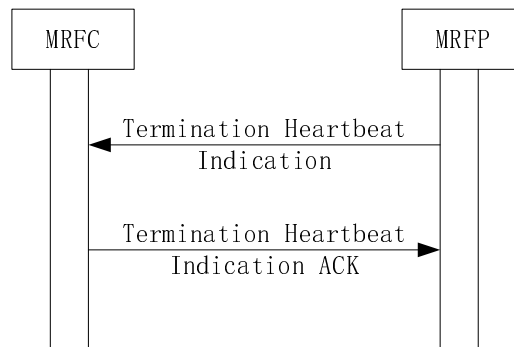 MRFC
MRFP
Termination Heartbeat
Indication
Termination Heartbeat
Indication ACK